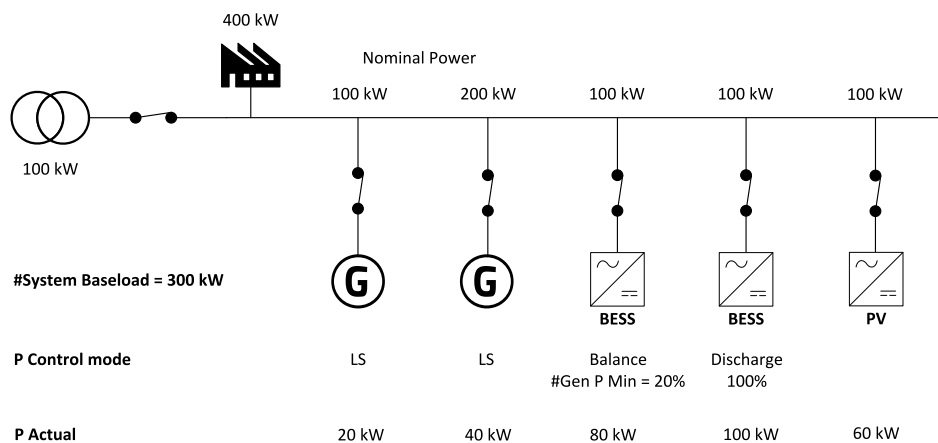 400 kW
Nominal Power
100 kW 200 kW 100 kW 100 kW 100 kW
100 kW
#System Baseload = 300 kW G G
BESS BESS PV
P Control mode LS LS Balance Discharge
#Gen P Min = 20% 100%
P Actual 20 kW 40 kW 80 kW 100 kW 60 kW